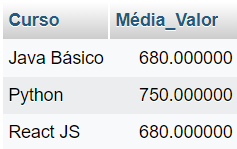 Curso Média_Valor
Java Básico 680.000000
Python 750.000000
React JS 680.000000